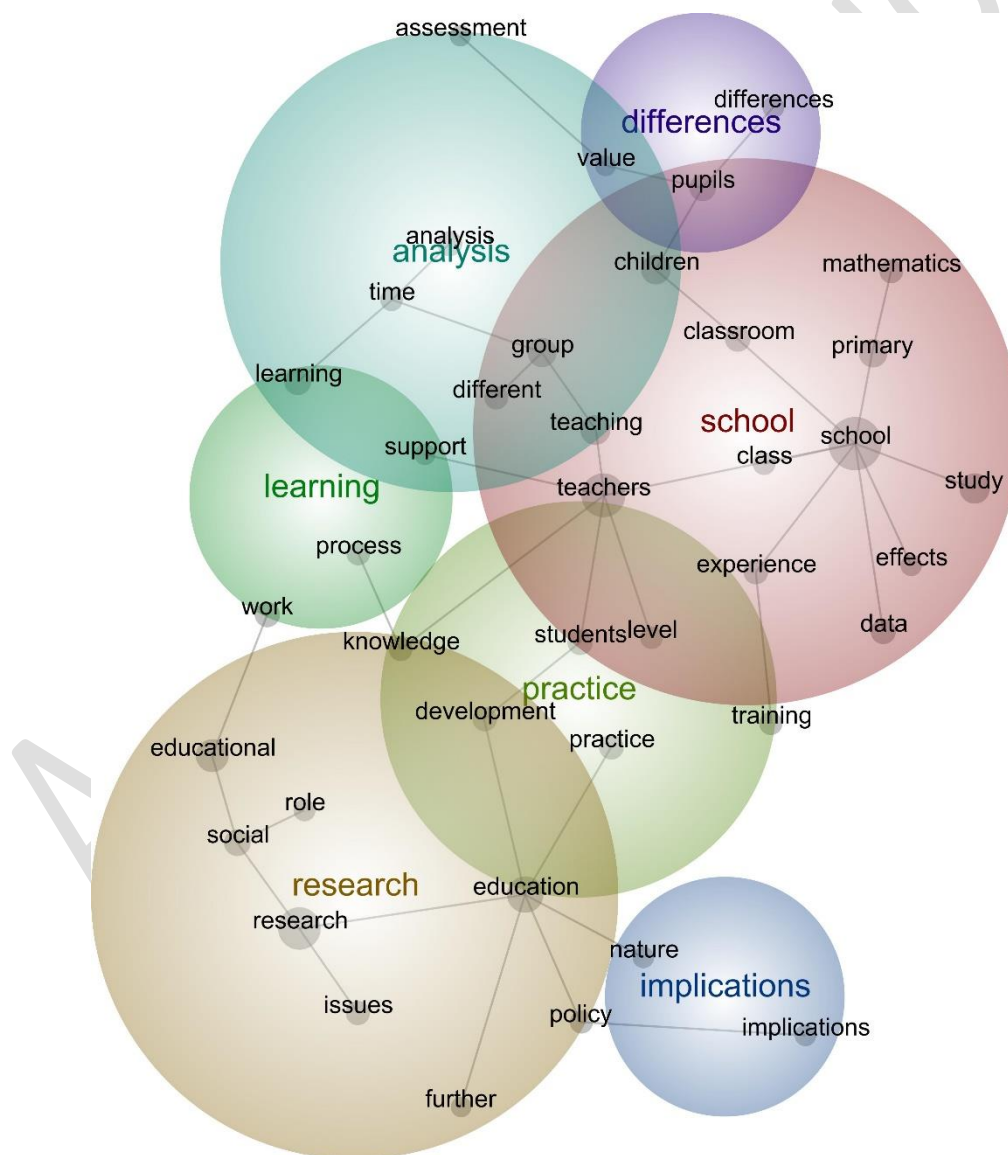 assessment
differences
differences
value
pupils
analysis
analysis
children
mathematics
time
classroom
group
primary
learning
different
teaching
school
school
support
class
learning
teachers
study
process
experience
effects
work
knowledge
students
level
data
practice
development
training
educational
practice
role
social
research
education
research
nature
implications
issues
policy
implications
further